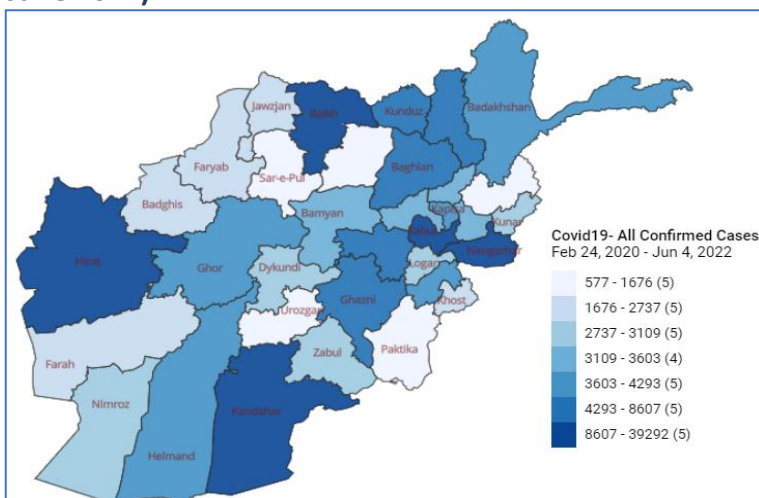 Jawzjan
Balkh
Kunduz
Badakhshan
Faryab
Sar-e-Pul
Baghlan
Badghis
Bamyan
Kapisa
Kunar
Hirat
Ghor
Kabul
Nangarhar
Dykundi
Logar
Ghazni
Khost
Urozgan
Farah
Zabul
Paktika
Nimroz
Kandahar
Helmand
Covid19- All Confirmed Cases
Feb 24, 2020 - Jun 4, 2022
577 - 1676 (5)
1676 - 2737 (5)
2737 - 3109 (5)
3109 - 3603 (4)
3603 - 4293 (5)
4293 - 8607 (5)
8607 - 39292 (5)